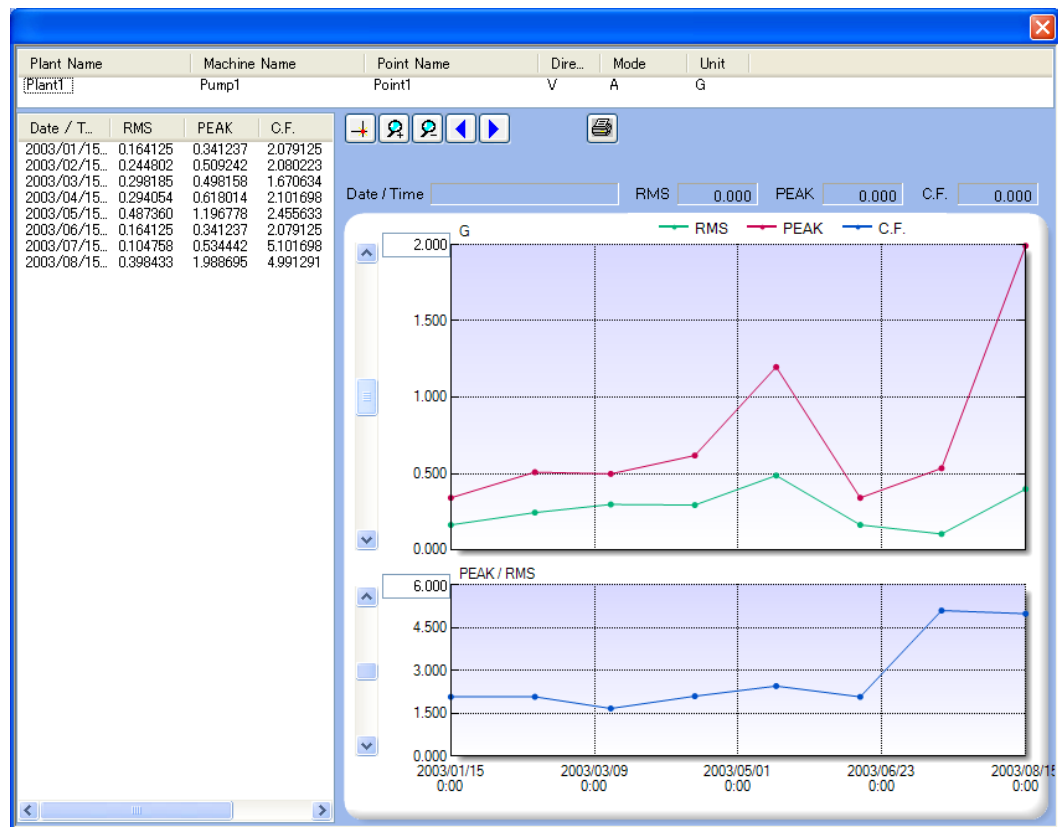 Plant Name Machine Name Point Name Dire... Mode Unit
Plant1 Pump1 Point1 V A G
Date / T... RMS PEAK C.F.
2003/01/15... 0.164125 0.341237 2.079125
2003/02/15... 0.244802 0.509242 2.080223
2003/03/15... 0.298185 0.498158 1.670634
2003/04/15... 0.294054 0.618014 2.101698
2003/05/15... 0.487360 1.196778 2.455633
2003/06/15... 0.164125 0.341237 2.079125
2003/07/15... 0.104758 0.534442 5.101698
2003/08/15... 0.398433 1.988695 4.991291
Date / Time RMS 0.000 PEAK 0.000 C.F. 0.000
G RMS PEAK C.F.
2.000
1.500
1.000
0.500
0.000
PEAK / RMS
6.000
4.500
3.000
1.500
0.000
2003/01/15 2003/03/09 2003/05/01 2003/06/23 2003/08/15
0:00 0:00 0:00 0:00 0:00